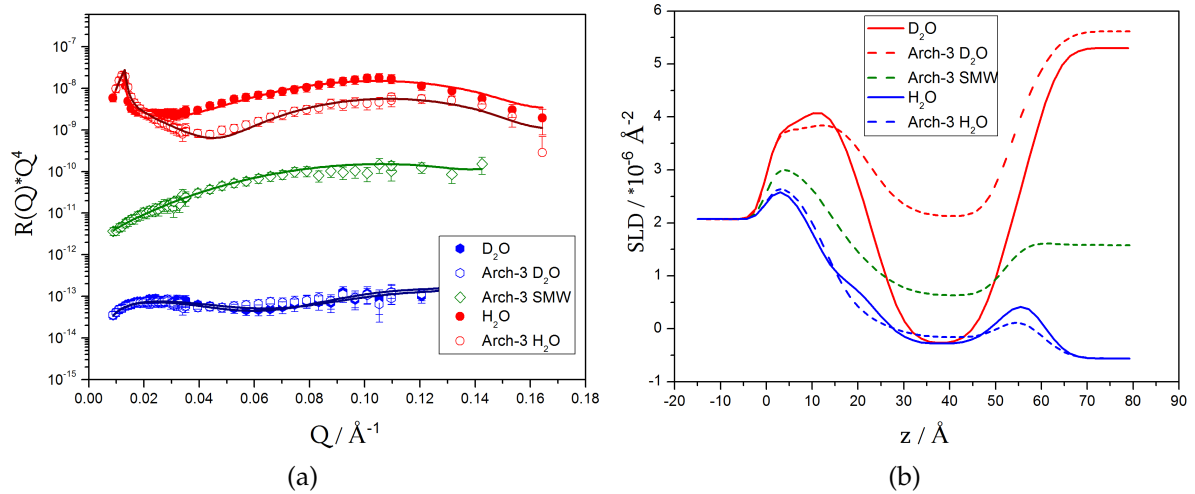 10⁻⁷
10⁻⁸
10⁻⁹
10⁻¹⁰
10⁻¹¹
10⁻¹²
10⁻¹³
10⁻¹⁴
10⁻¹⁵
R(Q)*Q⁴
0.00 0.02 0.04 0.06 0.08 0.10 0.12 0.14 0.16 0.18
Q / Å⁻¹
D₂O
Arch-3 D₂O
Arch-3 SMW
H₂O
Arch-3 H₂O
(a)
6
5
4
3
2
1
0
-1
SLD / *10⁻⁶ Å-2
-20 -10 0 10 20 30 40 50 60 70 80 90
z / Å
D₂O
Arch-3 D₂O
Arch-3 SMW
H₂O
Arch-3 H₂O
(b)